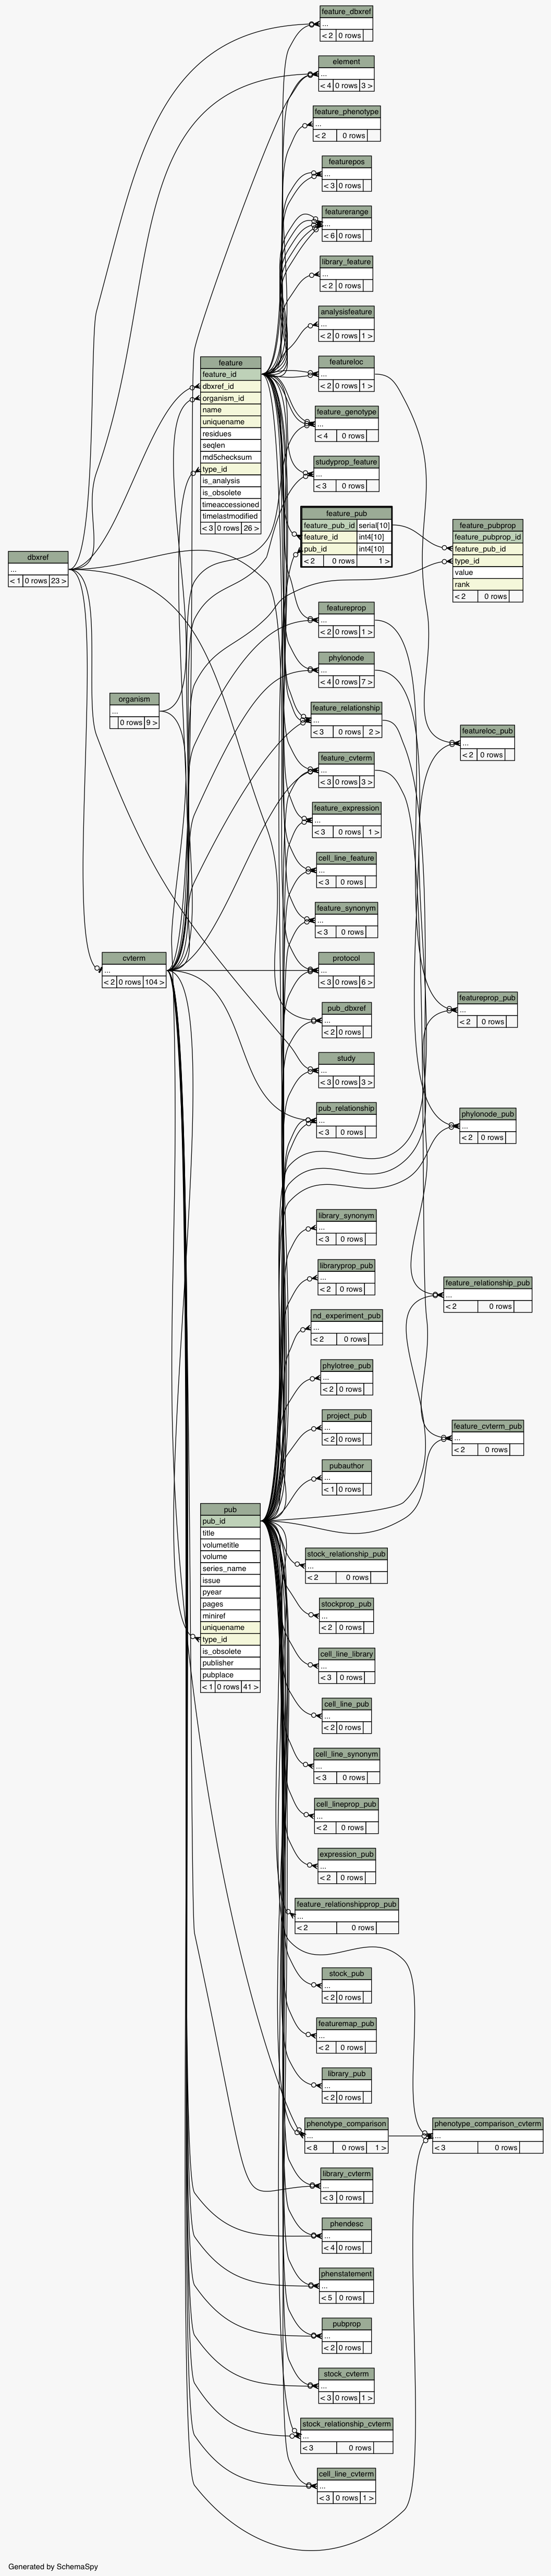 feature_dbxref
...
< 2 0 rows
element
...
< 4 0 rows 3 >
feature_phenotype
...
< 2 0 rows
featurepos
...
< 3 0 rows
featurerange
...
< 6 0 rows
library_feature
...
< 2 0 rows
analysisfeature
...
< 2 0 rows 1 >
feature
feature_id
dbxref_id
organism_id
name
uniquename
residues
seqlen
md5checksum
type_id
is_analysis
is_obsolete
timeaccessioned
timelastmodified
< 3 0 rows 26 >
featureloc
...
< 2 0 rows 1 >
feature_genotype
...
< 4 0 rows
studyprop_feature
...
< 3 0 rows
feature_pub
feature_pub_id serial[10]
feature_id int4[10]
pub_id int4[10]
< 2 0 rows 1 >
feature_pubprop
feature_pubprop_id
feature_pub_id
type_id
value
rank
< 2 0 rows
dbxref
...
< 1 0 rows 23 >
featureprop
...
< 2 0 rows 1 >
phylonode
...
< 4 0 rows 7 >
organism
...
0 rows 9 >
feature_relationship
...
< 3 0 rows 2 >
featureloc_pub
...
< 2 0 rows
feature_cvterm
...
< 3 0 rows 3 >
feature_expression
...
< 3 0 rows 1 >
cell_line_feature
...
< 3 0 rows
feature_synonym
...
< 3 0 rows
cvterm
...
< 2 0 rows 104 >
protocol
...
< 3 0 rows 6 >
featureprop_pub
...
< 2 0 rows
pub_dbxref
...
< 2 0 rows
study
...
< 3 0 rows 3 >
pub_relationship
...
< 3 0 rows
phylonode_pub
...
< 2 0 rows
library_synonym
...
< 3 0 rows
libraryprop_pub
...
< 2 0 rows
feature_relationship_pub
...
< 2 0 rows
nd_experiment_pub
...
< 2 0 rows
phylotree_pub
...
< 2 0 rows
project_pub
...
< 2 0 rows
feature_cvterm_pub
...
< 2 0 rows
pubauthor
...
< 1 0 rows
pub
pub_id
title
volumetitle
volume
series_name
issue
pyear
pages
miniref
uniquename
type_id
is_obsolete
publisher
pubplace
< 1 0 rows 41 >
stock_relationship_pub
...
< 2 0 rows
stockprop_pub
...
< 2 0 rows
cell_line_library
...
< 3 0 rows
cell_line_pub
...
< 2 0 rows
cell_line_synonym
...
< 3 0 rows
cell_lineprop_pub
...
< 2 0 rows
expression_pub
...
< 2 0 rows
feature_relationshipprop_pub
...
< 2 0 rows
stock_pub
...
< 2 0 rows
featuremap_pub
...
< 2 0 rows
library_pub
...
< 2 0 rows
phenotype_comparison
...
< 8 0 rows 1 >
phenotype_comparison_cvterm
...
< 3 0 rows
library_cvterm
...
< 3 0 rows
phendesc
...
< 4 0 rows
phenstatement
...
< 5 0 rows
pubprop
...
< 2 0 rows
stock_cvterm
...
< 3 0 rows 1 >
stock_relationship_cvterm
...
< 3 0 rows
cell_line_cvterm
...
< 3 0 rows 1 >
Generated by SchemaSpy